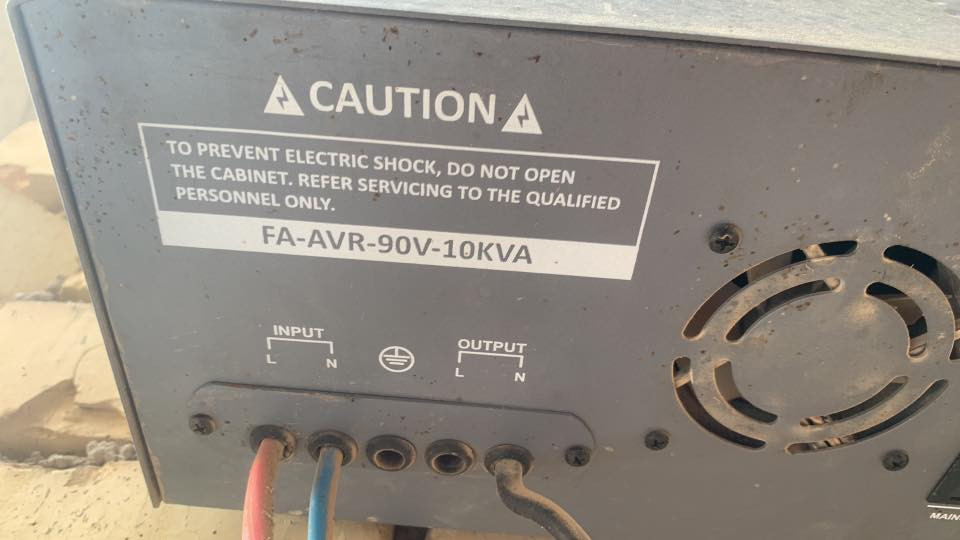 CAUTION
TO PREVENT ELECTRIC SHOCK, DO NOT OPEN
THE CABINET. REFER SERVICING TO THE QUALIFIED
PERSONNEL ONLY.
FA-AVR-90V-10KVA
INPUT
L N
OUTPUT
L N
MAIN